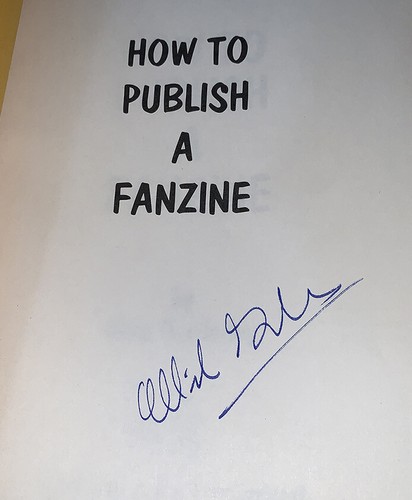 HOW TO
PUBLISH
A
FANZINE